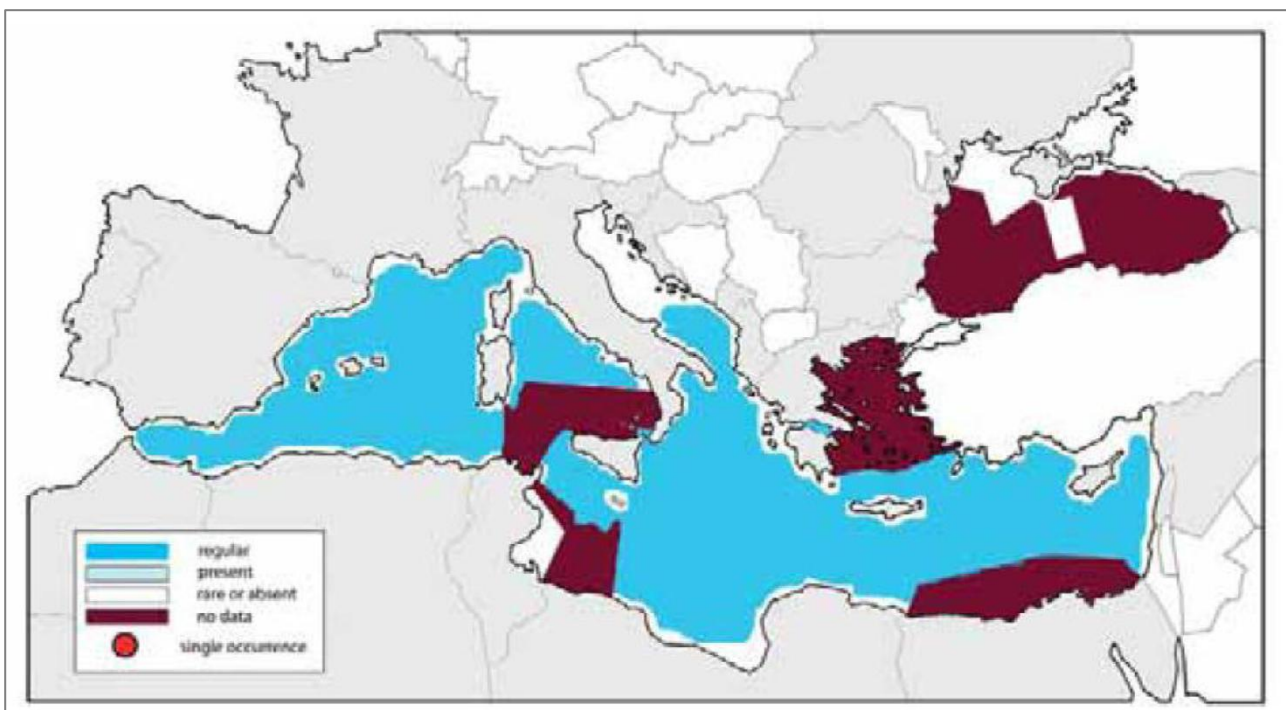 regular
present
rare or absent
no data
single occurrence